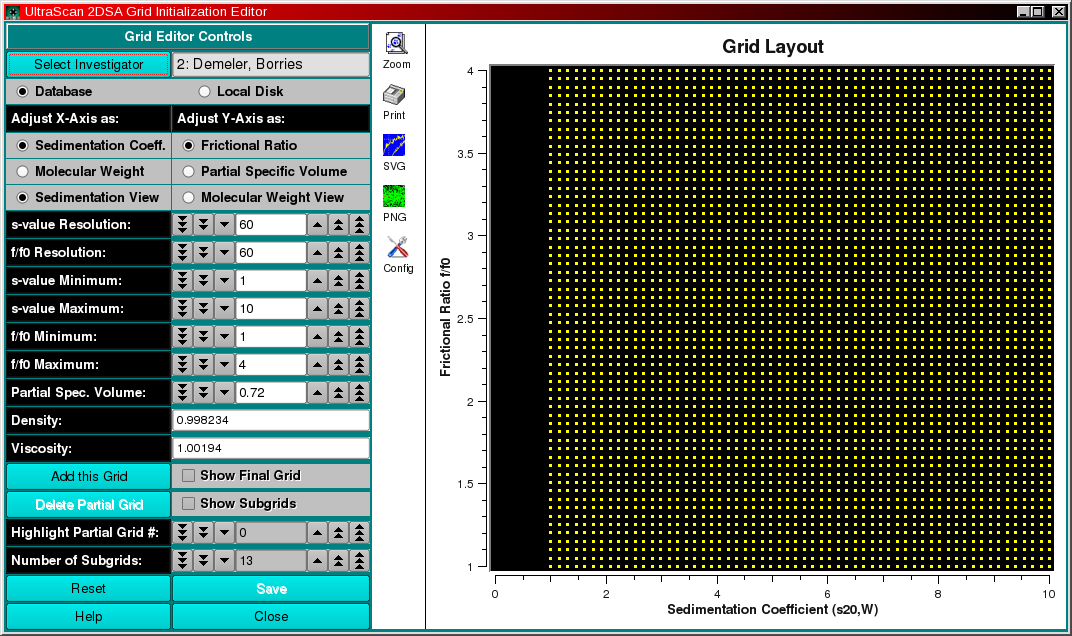 UltraScan 2DSA Grid Initialization Editor
Grid Editor Controls
Select Investigator
2: Demeler, Borries
Database
Local Disk
Adjust X-Axis as:
Adjust Y-Axis as:
Sedimentation Coeff.
Frictional Ratio
Molecular Weight
Partial Specific Volume
Sedimentation View
Molecular Weight View
s-value Resolution:
60
f/f0 Resolution:
60
s-value Minimum:
1
s-value Maximum:
10
f/f0 Minimum:
1
f/f0 Maximum:
4
Partial Spec. Volume:
0.72
Density:
0.998234
Viscosity:
1.00194
Add this Grid
Show Final Grid
Delete Partial Grid
Show Subgrids
Highlight Partial Grid #:
0
Number of Subgrids:
13
Reset
Save
Help
Close
Zoom
Print
SVG
PNG
Config
Grid Layout
Frictional Ratio f/f0
4
3.5
3
2.5
2
1.5
1
0
2
4
6
8
10
Sedimentation Coefficient (s20,W)